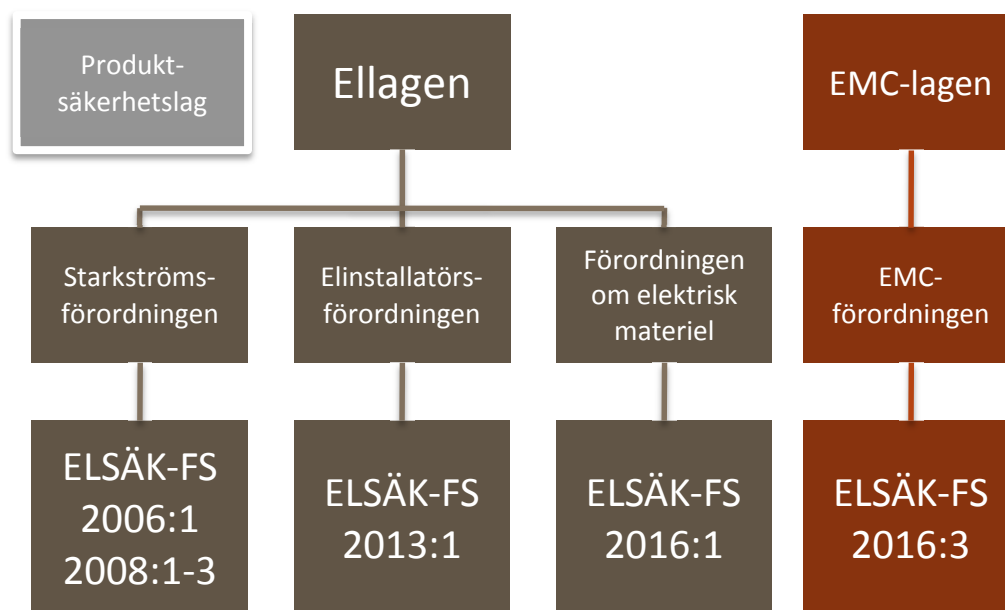 Produkt-
säkerhetslag
Ellagen
EMC-lagen
Starkströms-
förordningen
Elinstallatörs-
förordningen
Förordningen
om elektrisk
materiel
EMC-
förordningen
ELSÄK-FS
2006:1
2008:1-3
ELSÄK-FS
2013:1
ELSÄK-FS
2016:1
ELSÄK-FS
2016:3